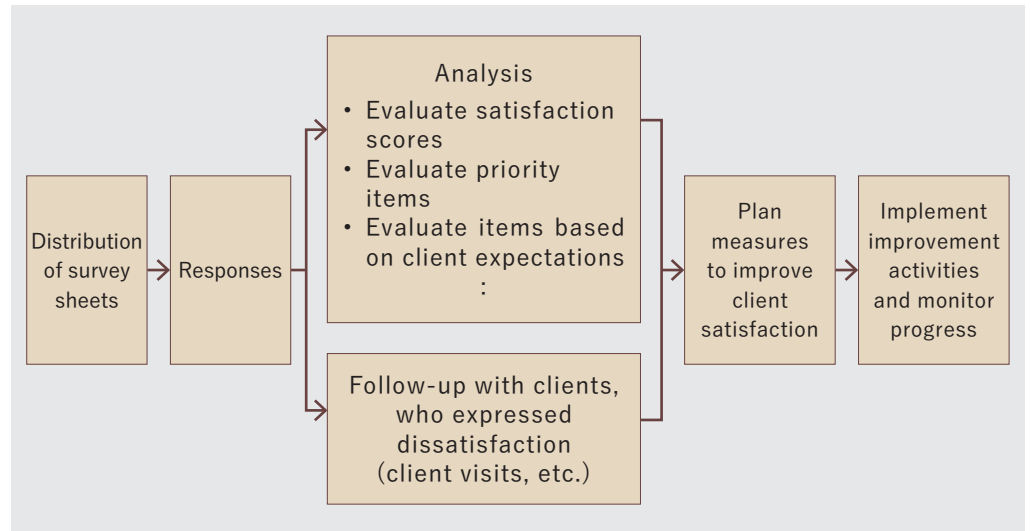 Distribution
of survey
sheets
Responses
Analysis
• Evaluate satisfaction
scores
• Evaluate priority
items
• Evaluate items based
on client expectations
:
Follow-up with clients,
who expressed
dissatisfaction
(client visits, etc.)
Plan
measures
to improve
client
satisfaction
Implement
improvement
activities
and monitor
progress